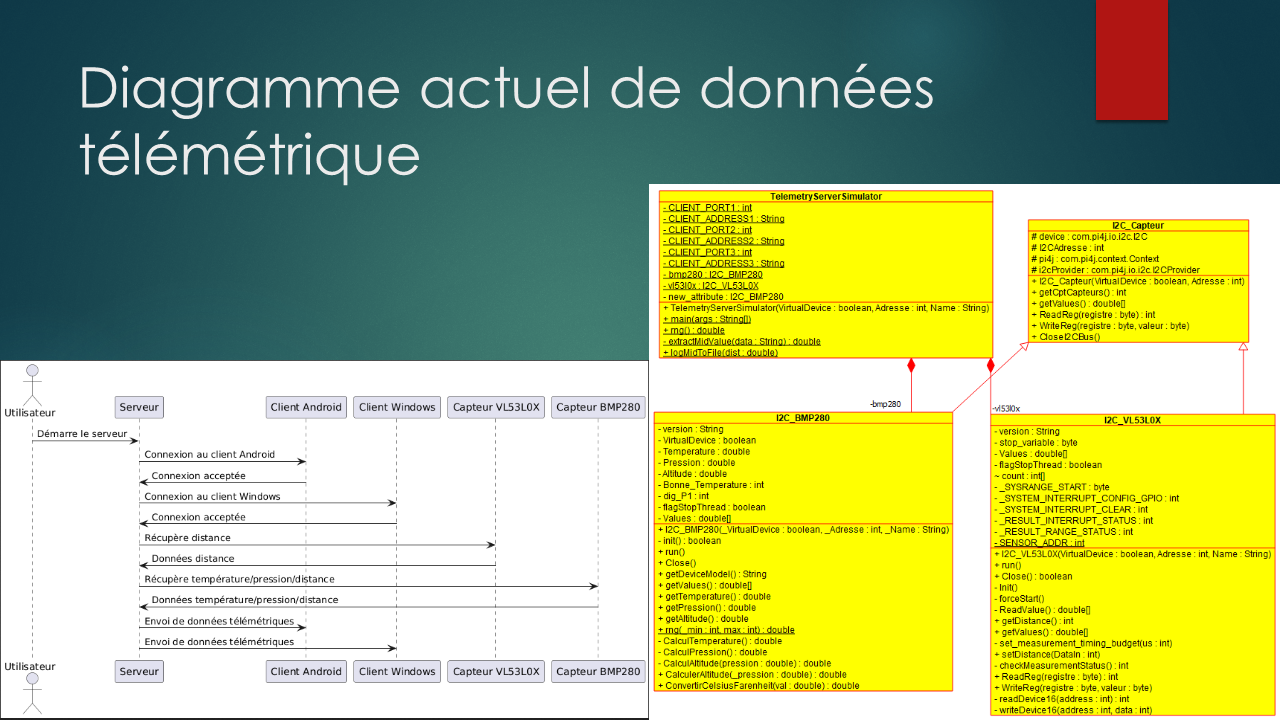 Diagramme actuel de données
télémétrique
Utilisateur
Serveur
Client Android
Client Windows
Capteur VL53L0X
Capteur BMP280
Démarre le serveur
Connexion au client Android
Connexion acceptée
Connexion au client Windows
Connexion acceptée
Récupère distance
Données distance
Récupère température/pression/distance
Données température/pression/distance
Envoi de données télémétriques
Envoi de données télémétriques
Utilisateur
Serveur
Client Android
Client Windows
Capteur VL53L0X
Capteur BMP280
TelemetryServerSimulator
- CLIENT_PORT1 : int
- CLIENT_ADDRESS1 : String
- CLIENT_PORT2 : int
- CLIENT_ADDRESS2 : String
- CLIENT_PORT3 : int
- CLIENT_ADDRESS3 : String
- bmp280 : I2C_BMP280
- vl53l0x : I2C_VL53L0X
- new_attribute : I2C_BMP280
+ TelemetryServerSimulator(VirtualDevice : boolean, Adresse : int, Name : String)
+ main(args : String[])
+ rng() : double
- extractMidValue(data : String) : double
+ logMidToFile(dist : double)
I2C_Capteur
# device : com.pi4j.io.i2c.I2C
# I2CAdresse : int
# pi4j : com.pi4j.context.Context
# i2cProvider : com.pi4j.io.i2c.I2CProvider
+ I2C_Capteur(VirtualDevice : boolean, Adresse : int)
+ getCptCapteurs() : int
+ getValues() : double[]
+ ReadReg(registre : byte) : int
+ WriteReg(registre : byte, valeur : byte)
+ CloseI2CBus()
-bmp280
-vl53l0x
I2C_BMP280
- version : String
- VirtualDevice : boolean
- Temperature : double
- Pression : double
- Altitude : double
- Bonne_Temperature : int
- dig_P1 : int
- flagStopThread : boolean
- Values : double[]
+ I2C_BMP280(_VirtualDevice : boolean, _Adresse : int, _Name : String)
- init() : boolean
+ run()
+ Close()
+ getDeviceModel() : String
+ getValues() : double[]
+ getTemperature() : double
+ getPression() : double
+ getAltitude() : double
+ rng(_min : int, max : int) : double
- CalculTemperature() : double
- CalculPression() : double
- CalculAltitude(pression : double) : double
+ CalculerAltitude(_pression : double) : double
+ ConvertirCelsiusFarenheit(val : double) : double
I2C_VL53L0X
- version : String
- stop_variable : byte
- Values : double[]
- flagStopThread : boolean
~ count : int[]
- _SYSRANGE_START : byte
- _SYSTEM_INTERRUPT_CONFIG_GPIO : int
- _SYSTEM_INTERRUPT_CLEAR : int
- _RESULT_INTERRUPT_STATUS : int
- _RESULT_RANGE_STATUS : int
- SENSOR_ADDR : int
+ I2C_VL53L0X(VirtualDevice : boolean, Adresse : int, Name : String)
+ run()
+ Close() : boolean
- Init()
- forceStart()
- ReadValue() : double[]
+ getDistance() : int
+ getValues() : double[]
- set_measurement_timing_budget(us : int)
+ setDistance(DataIn : int)
- checkMeasurementStatus() : int
+ ReadReg(registre : byte) : int
+ WriteReg(registre : byte, valeur : byte)
- readDevice16(address : int) : int
- writeDevice16(address : int, data : int)